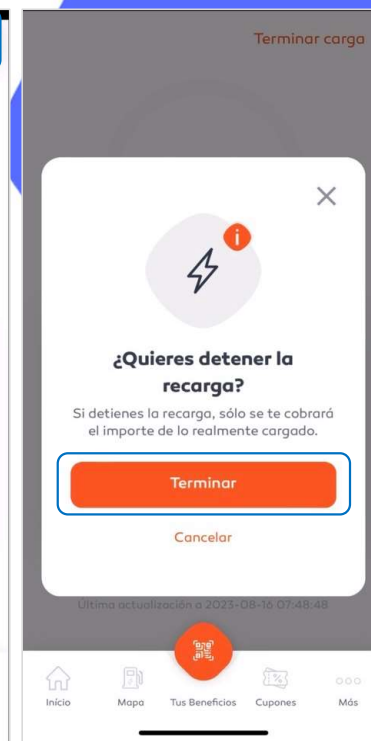 Terminar carga
¿Quieres detener la
recarga?
Si detienes la recarga, sólo se te cobrará
el importe de lo realmente cargado.
Terminar
Cancelar
Última actualización a 2023-08-16 07:48:48
Início
Mapa
Tus Beneficios
Cupones
Más